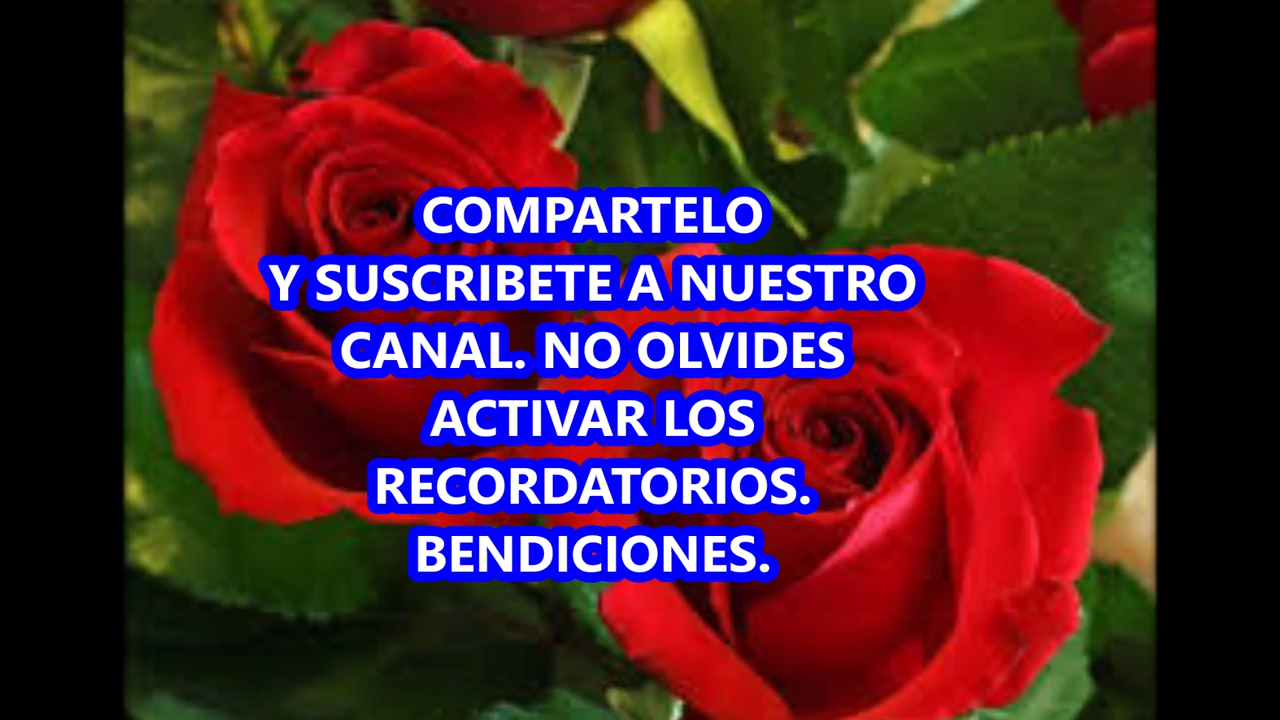 COMPARTELO
Y SUSCRIBETE A NUESTRO
CANAL. NO OLVIDES
ACTIVAR LOS
RECORDATORIOS.
BENDICIONES.